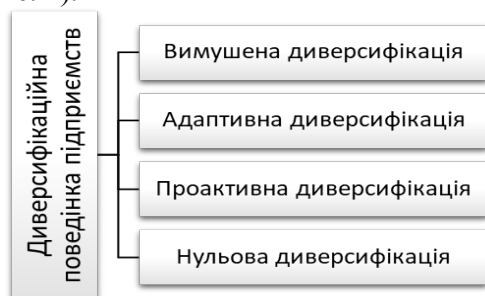 Диверсифікаційна
поведінка підприємств
Вимушена диверсифікація
Адаптивна диверсифікація
Проактивна диверсифікація
Нульова диверсифікація